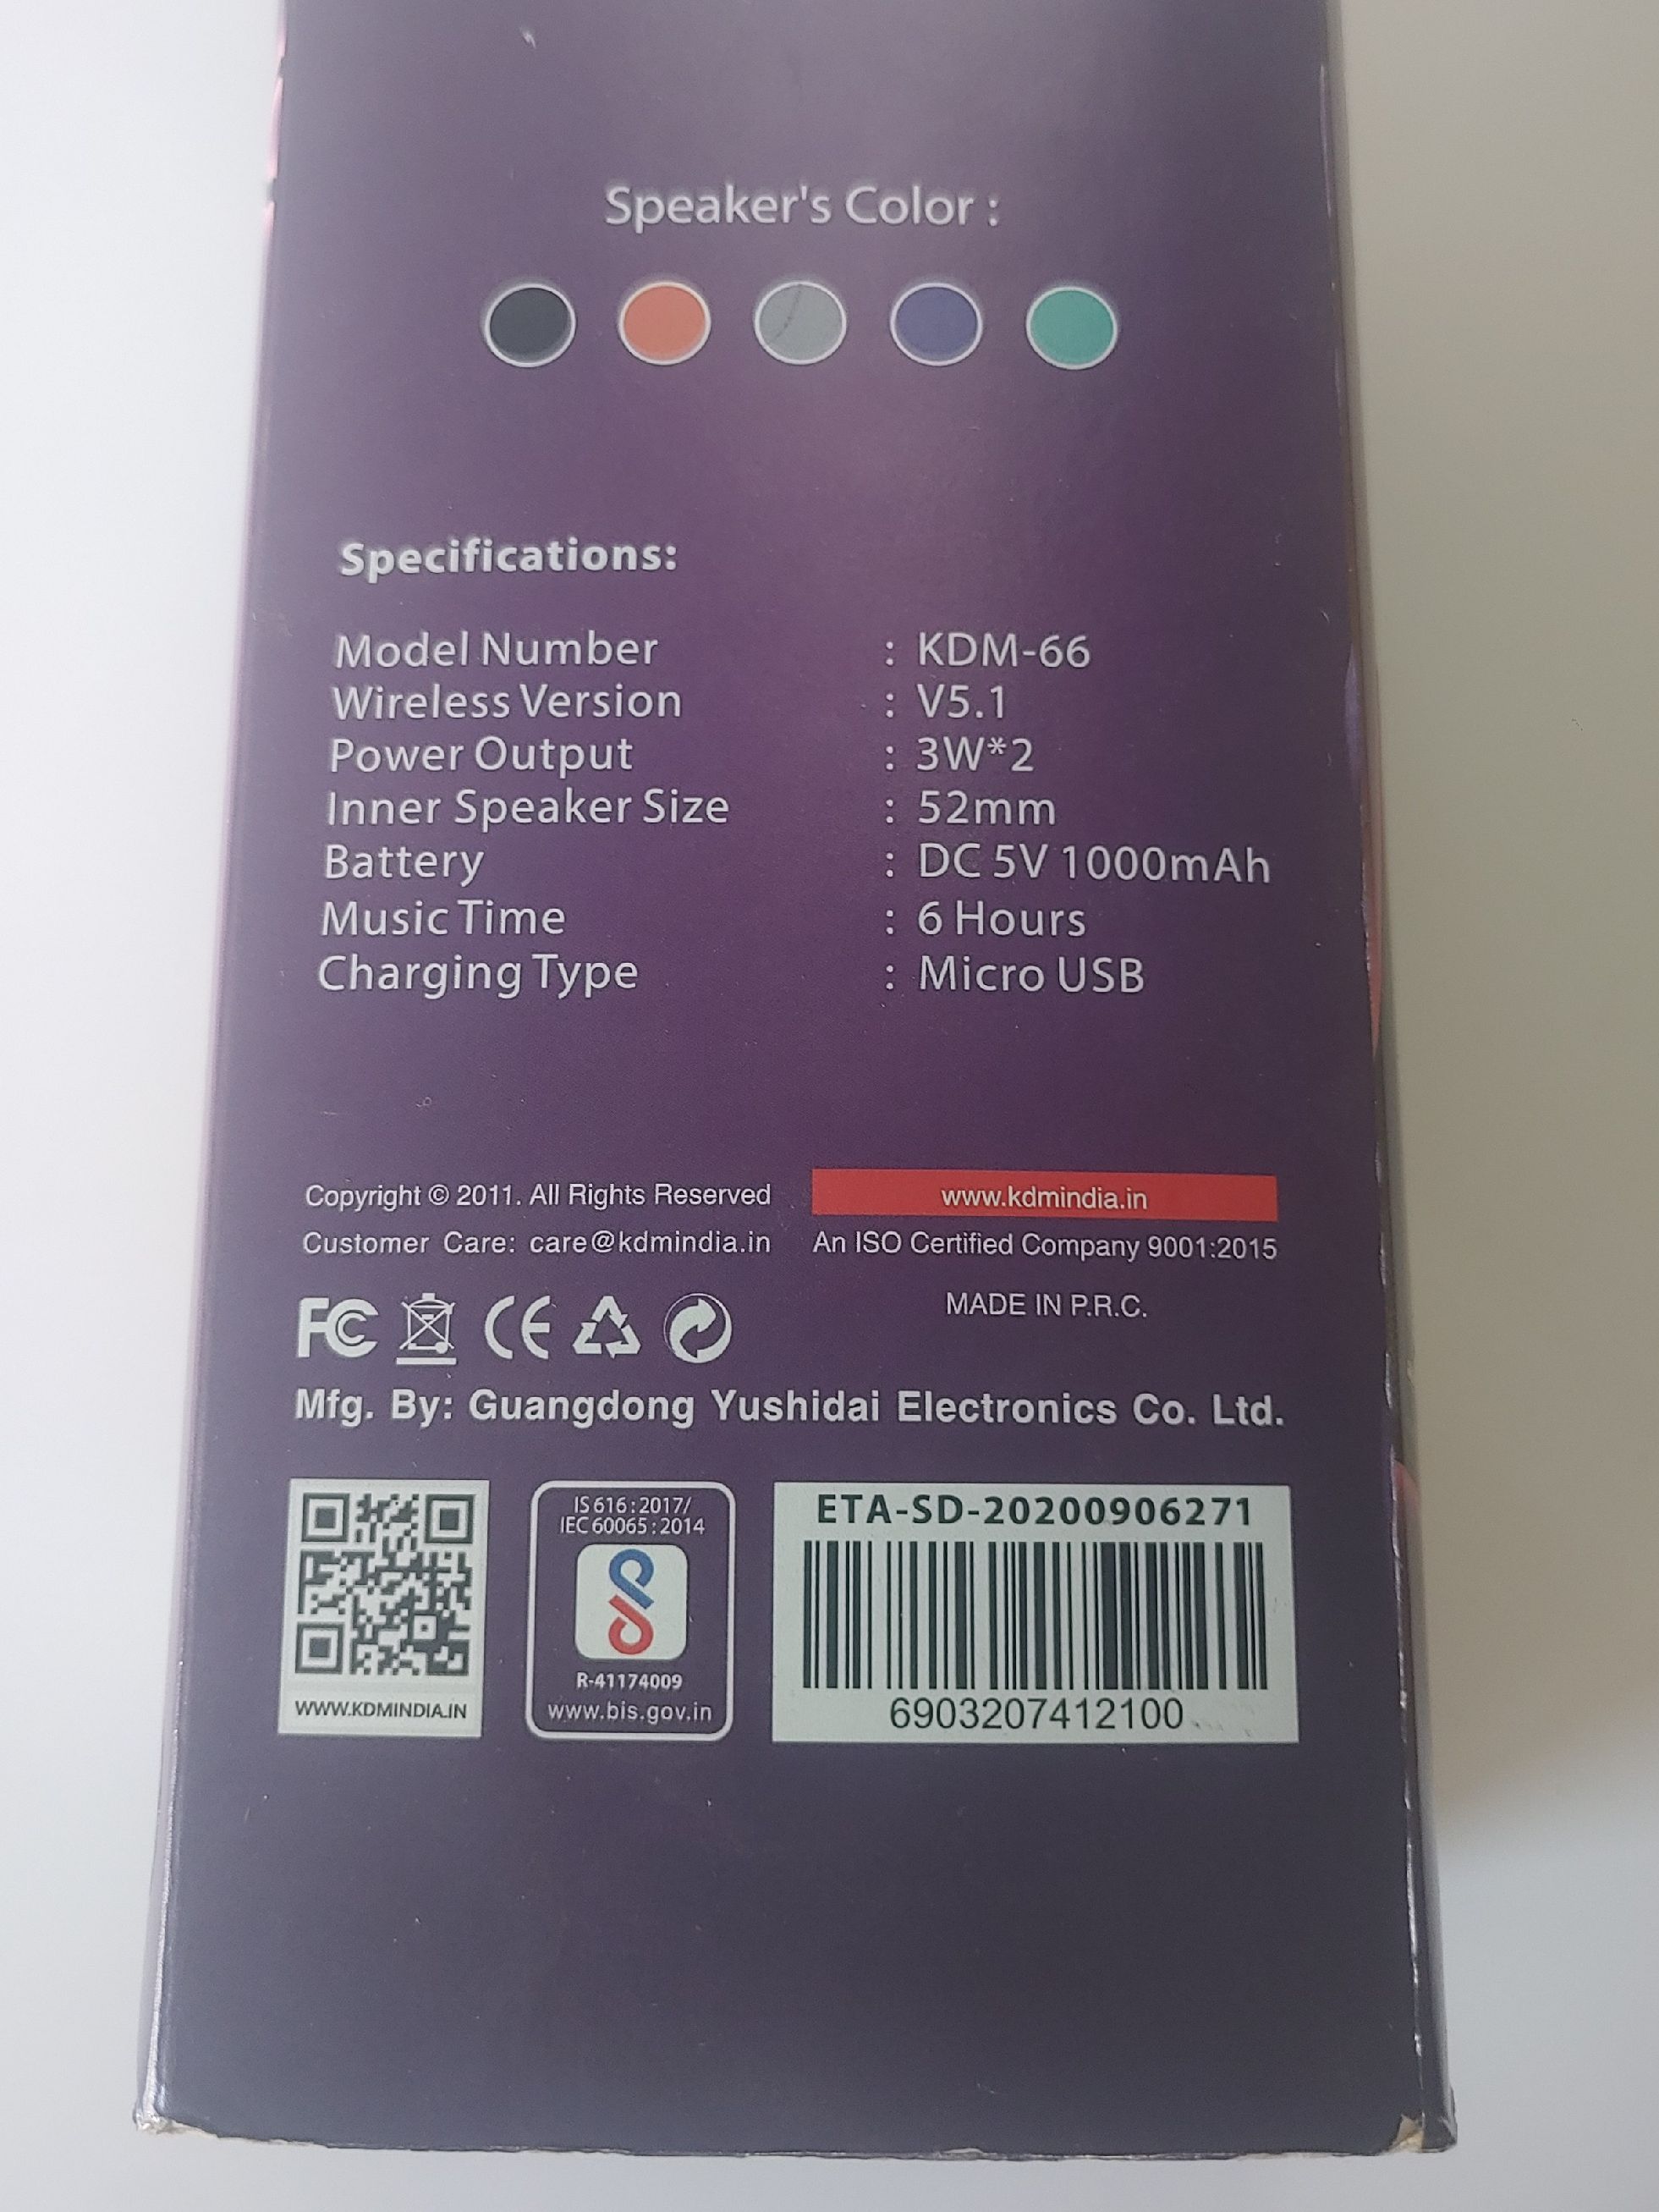 Speaker's Color :
Specifications:
Model Number : KDM-66
Wireless Version : V5.1
Power Output : 3W*2
Inner Speaker Size : 52mm
Battery : DC 5V 1000mAh
Music Time : 6 Hours
Charging Type : Micro USB
Copyright © 2011. All Rights Reserved
www.kdmindia.in
Customer Care: care@kdmindia.in
An ISO Certified Company 9001:2015
MADE IN P.R.C.
FC CE
Mfg. By: Guangdong Yushidai Electronics Co. Ltd.
WWW.KDMINDIA.IN
IS 616 : 2017/
IEC 60065 : 2014
R-41174009
www.bis.gov.in
ETA-SD-20200906271
6903207412100